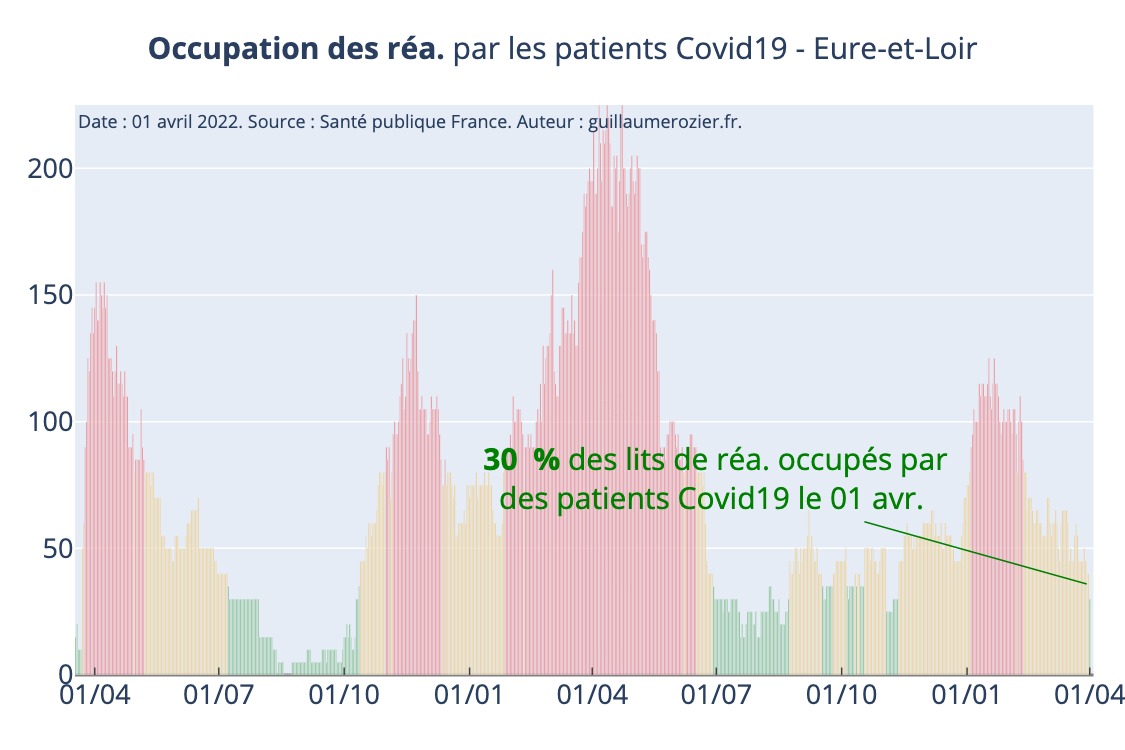 Occupation des réa. par les patients Covid19 - Eure-et-Loir
Date : 01 avril 2022. Source : Santé publique France. Auteur : guillaumerozier.fr.
200
150
100
30 % des lits de réa. occupés par
des patients Covid19 le 01 avr.
50
0
01/04 01/07 01/10 01/01 01/04 01/07 01/10 01/01 01/04